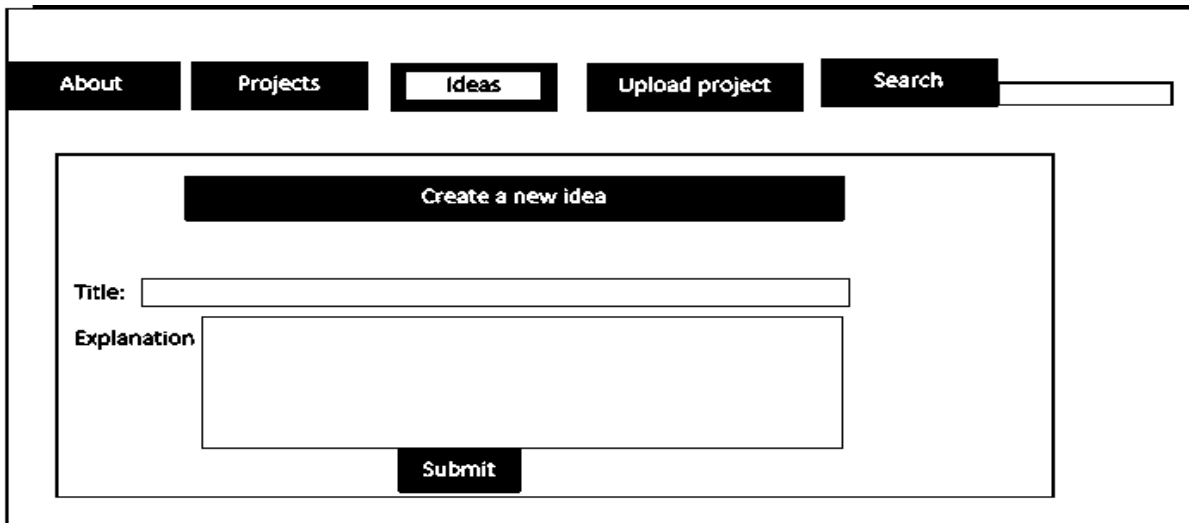 About Projects Ideas Upload project Search
Create a new idea
Title:
Explanation
Submit